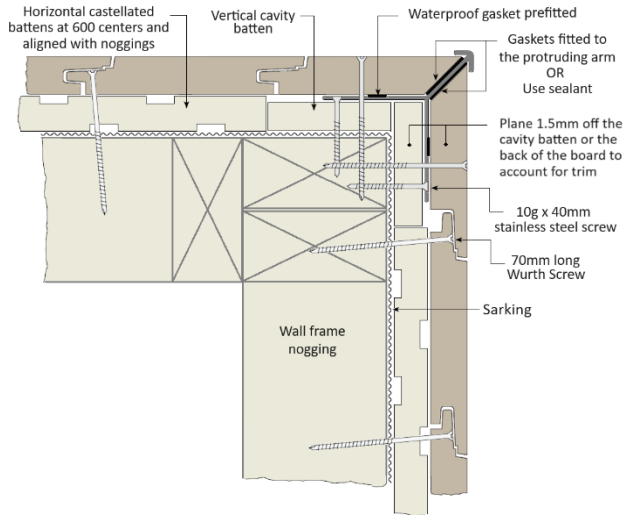 Horizontal castellated
battens at 600 centers and
aligned with noggings
Vertical cavity
batten
Waterproof gasket prefitted
Gaskets fitted to
the protruding arm
OR
Use sealant
Plane 1.5mm off the
cavity batten or the
back of the board to
account for trim
10g x 40mm
stainless steel screw
70mm long
Wurth Screw
Sarking
Wall frame
nogging